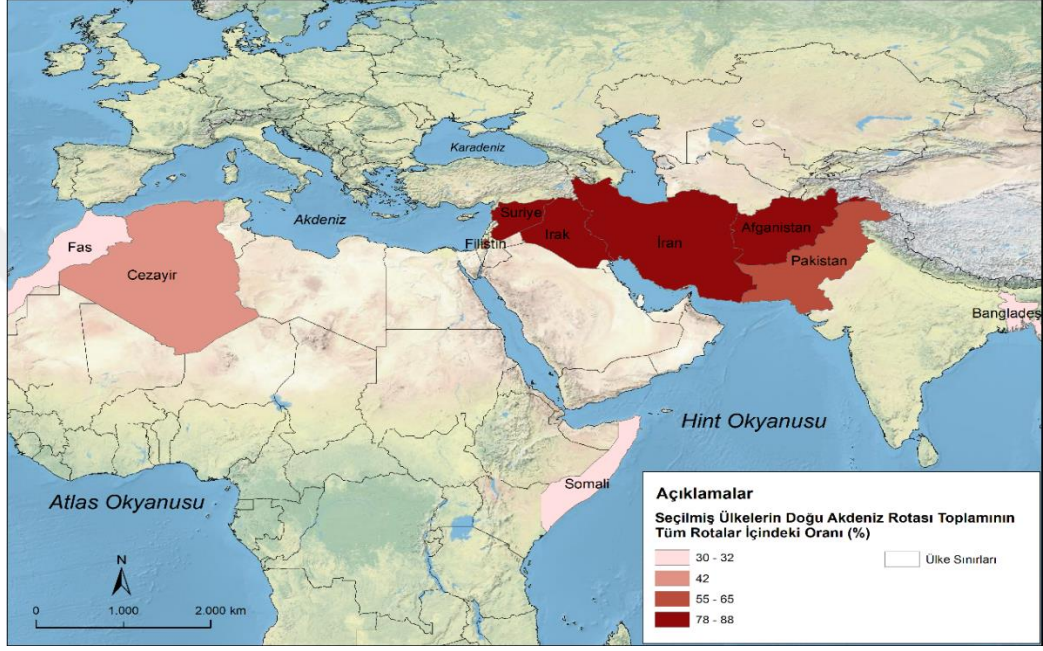 Karadeniz
Akdeniz
Fas
Cezayir
Suriye
Filistin
Irak
İran
Afganistan
Pakistan
Bangladeş
Somali
Hint Okyanusu
Atlas Okyanusu
N
0 1.000 2.000 km
Açıklamalar
Seçilmiş Ülkelerin Doğu Akdeniz Rotası Toplamının
Tüm Rotalar İçindeki Oranı (%)
30 - 32
Ülke Sınırları
42
55 - 65
78 - 88